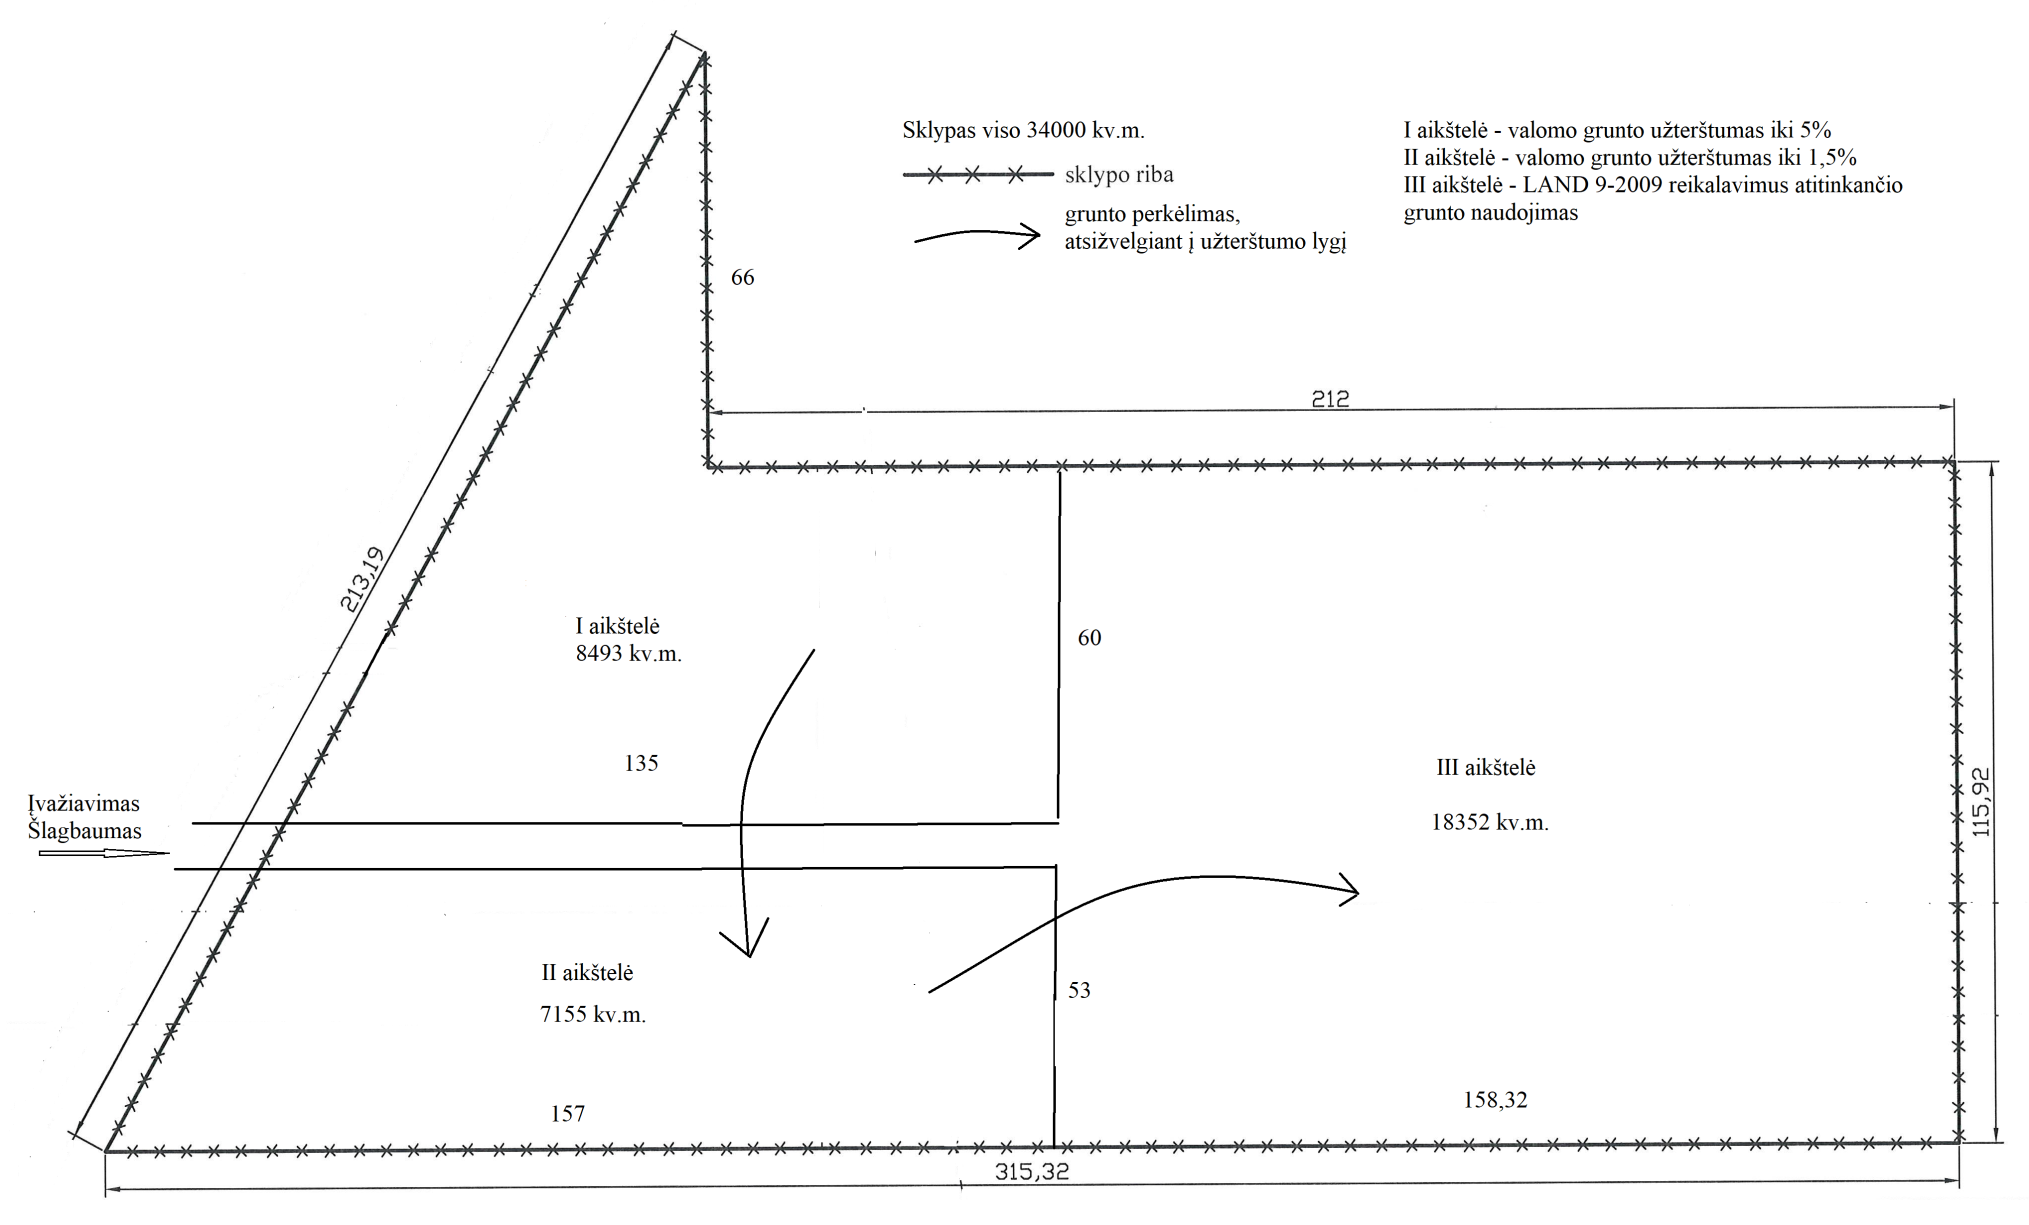 Sklypas viso 34000 kv.m.
sklypo riba
grunto perkėlimas,
atsižvelgiant į užterštumo lygį
I aikštelė - valomo grunto užterštumas iki 5%
II aikštelė - valomo grunto užterštumas iki 1,5%
III aikštelė - LAND 9-2009 reikalavimus atitinkančio
grunto naudojimas
66
212
213,19
I aikštelė
8493 kv.m.
60
135
III aikštelė
18352 kv.m.
115,92
Įvažiavimas
Šlagbaumas
II aikštelė
7155 kv.m.
53
157
158,32
315,32